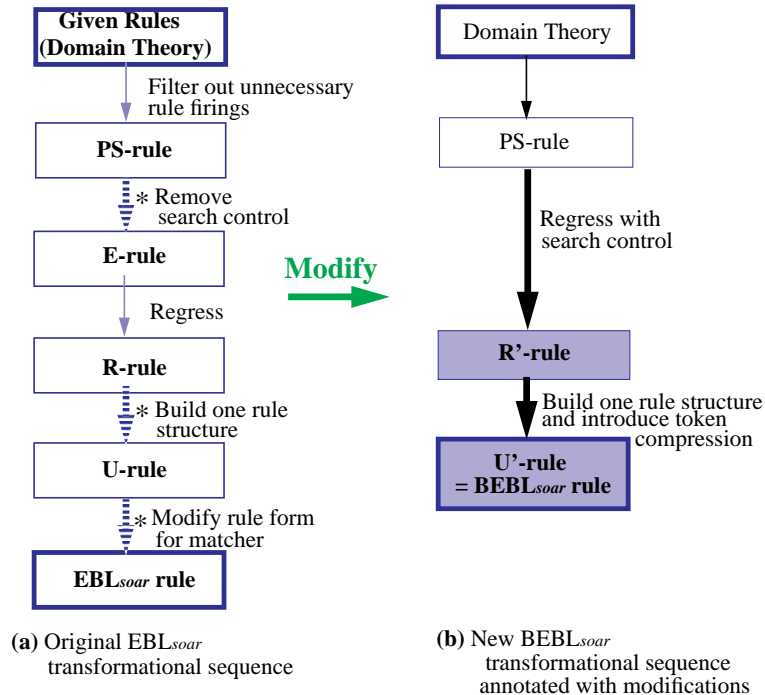 Given Rules
(Domain Theory)
Filter out unnecessary
rule firings
PS-rule
* Remove
search control
E-rule
Regress
R-rule
* Build one rule
structure
U-rule
* Modify rule form
for matcher
EBLsoar rule
(a) Original EBLsoar
transformational sequence
Modify
Domain Theory
PS-rule
Regress with
search control
R’-rule
Build one rule structure
and introduce token
compression
U’-rule
= BEBLsoar rule
(b) New BEBLsoar
transformational sequence
annotated with modifications